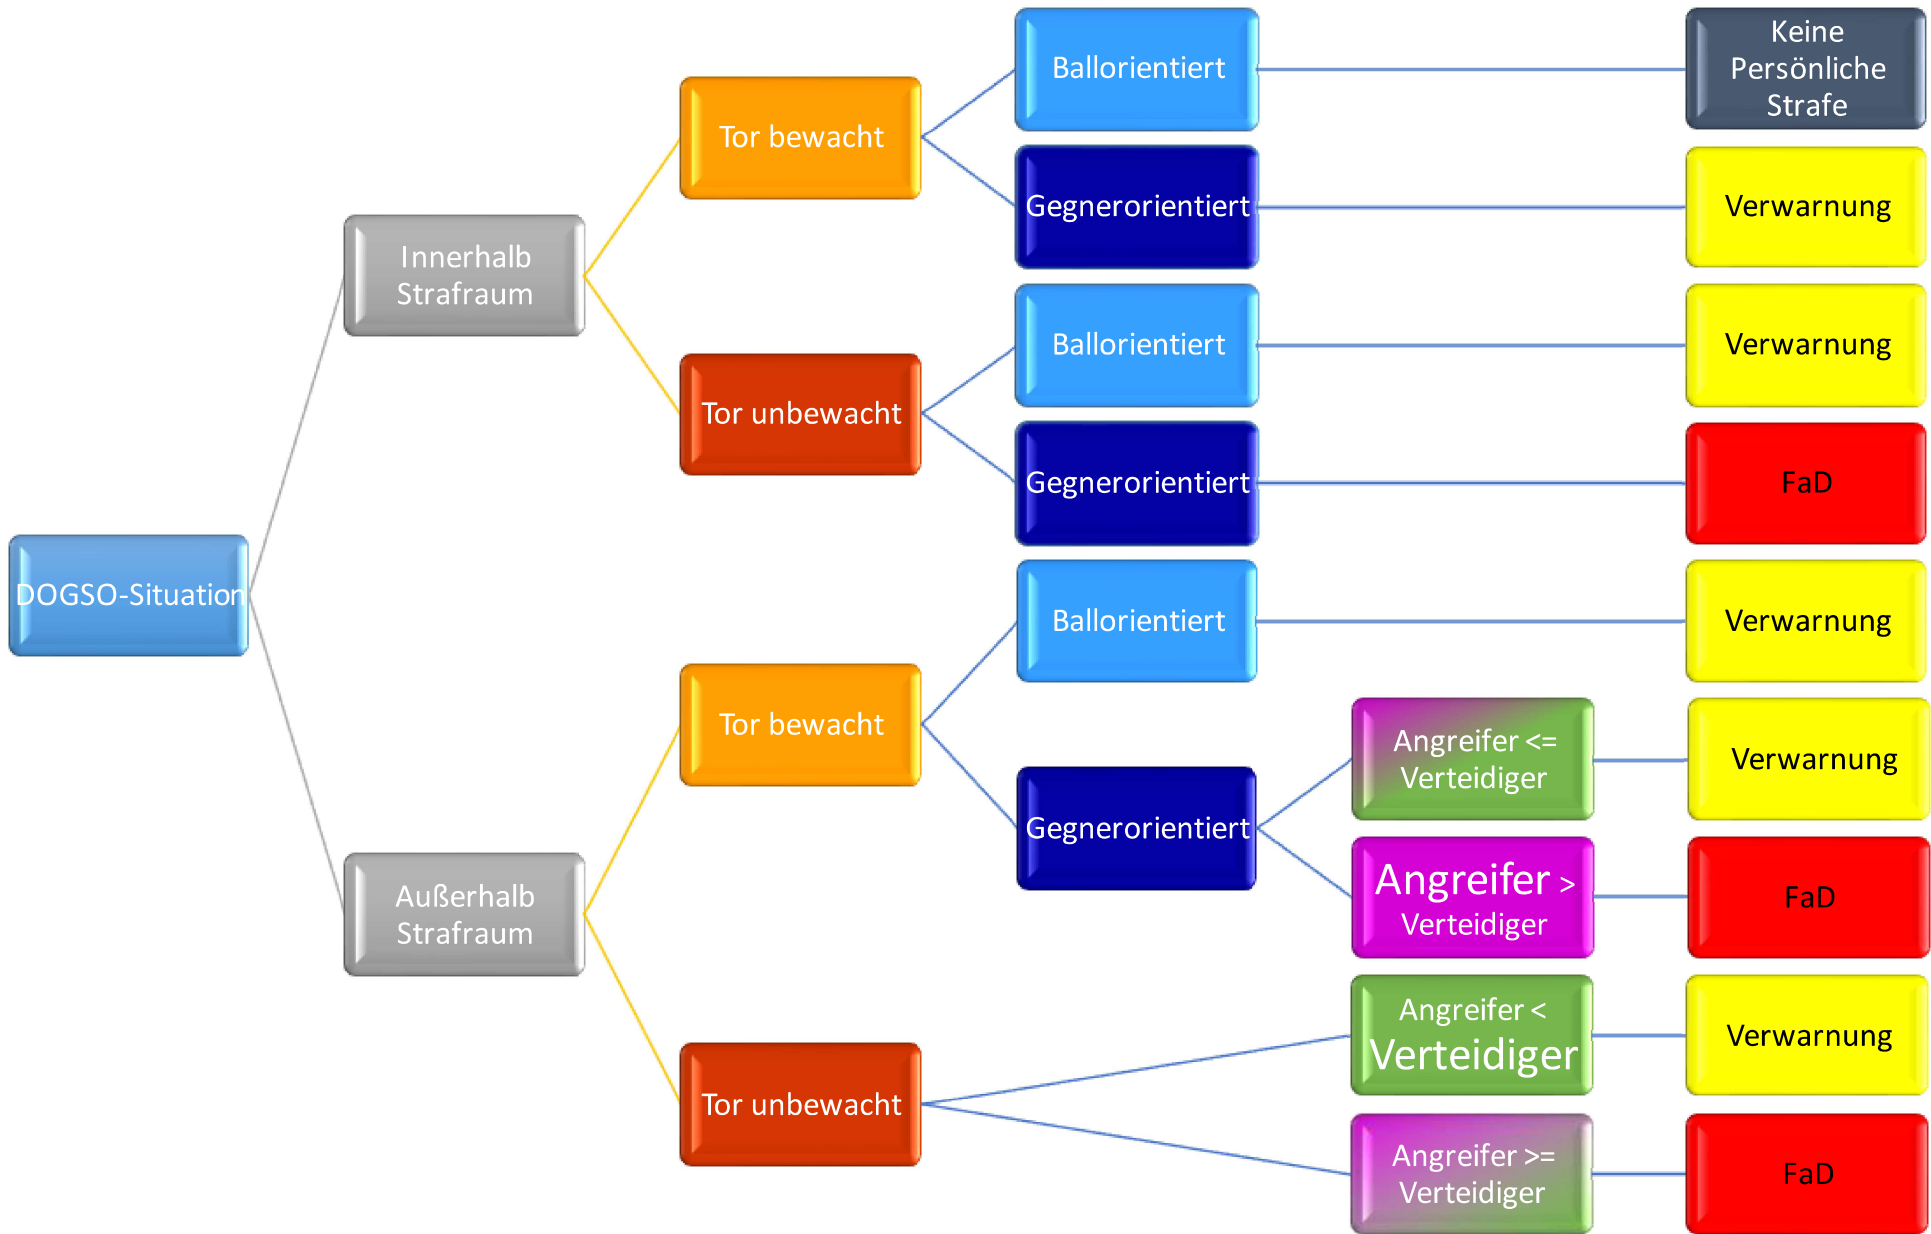 DOGSO-Situation
Innerhalb
Strafraum
Tor bewacht
Ballorientiert
Keine
Persönliche
Strafe
Gegnerorientiert
Verwarnung
Tor unbewacht
Ballorientiert
Verwarnung
Gegnerorientiert
FaD
Außerhalb
Strafraum
Tor bewacht
Ballorientiert
Verwarnung
Gegnerorientiert
Angreifer <=
Verteidiger
Verwarnung
Angreifer >
Verteidiger
FaD
Tor unbewacht
Angreifer <
Verteidiger
Verwarnung
Angreifer >=
Verteidiger
FaD